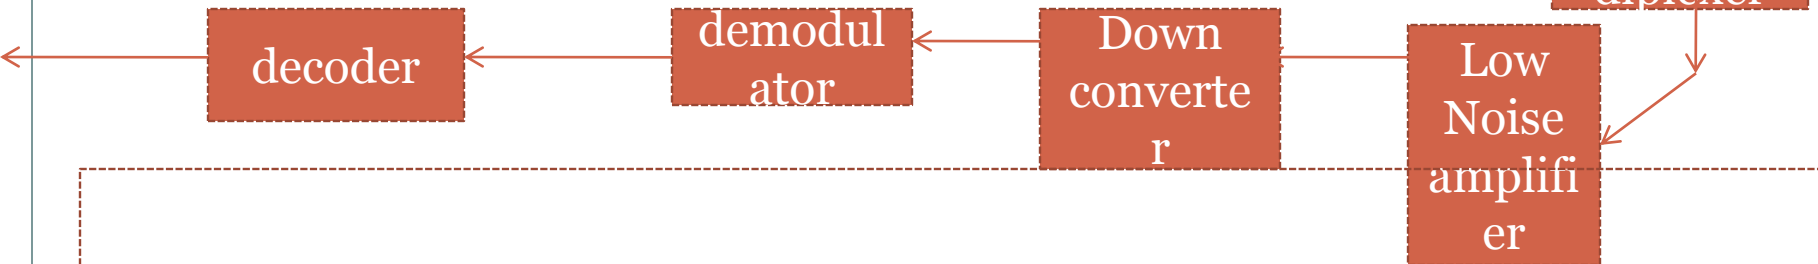 decoder
demodul
ator
Down
converte
r
Low
Noise
amplifi
er